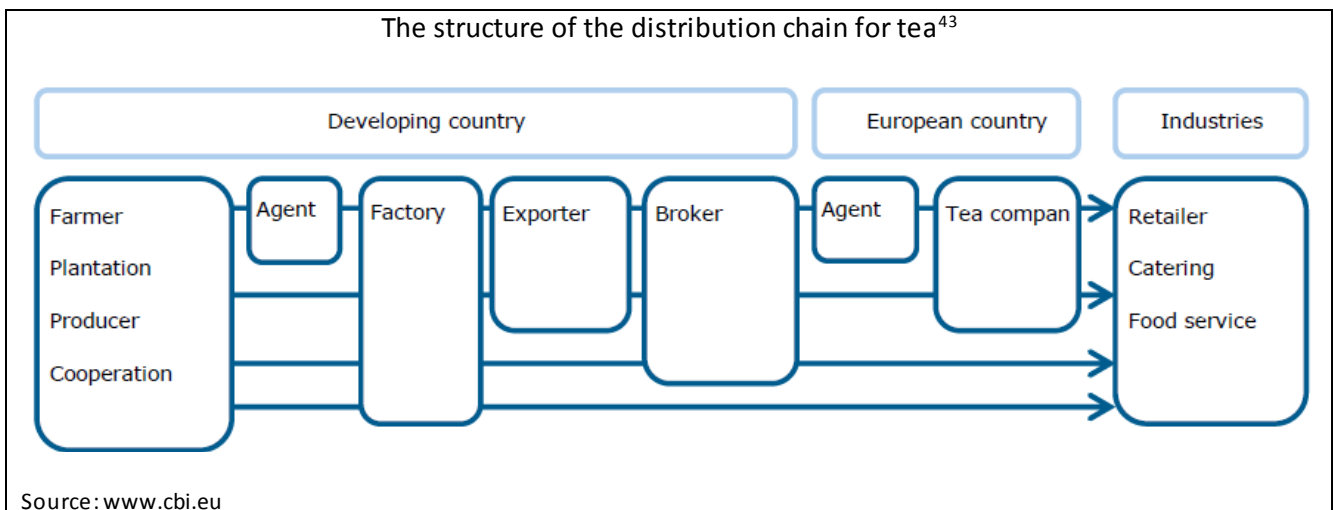 The structure of the distribution chain for tea43
Developing country
European country
Industries
Farmer
Plantation
Producer
Cooperation
Agent
Factory
Exporter
Broker
Agent
Tea compan
Retailer
Catering
Food service
Source: www.cbi.eu